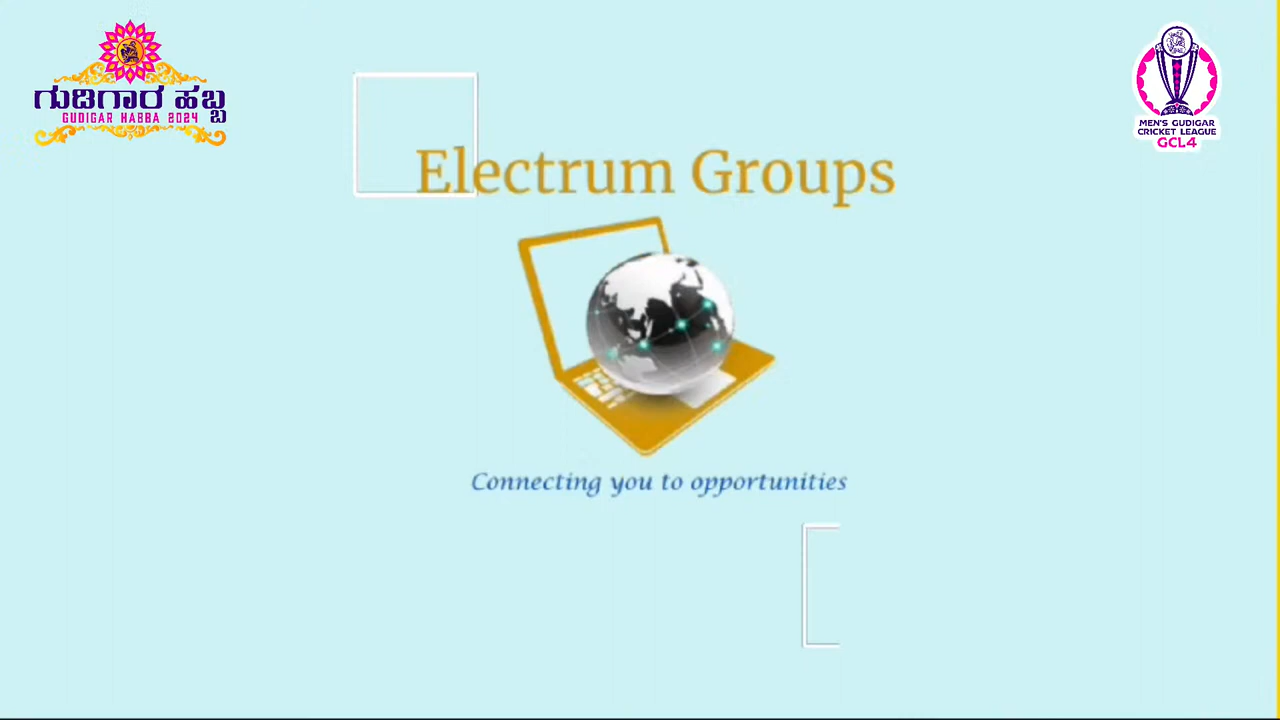 ಗುಡಿಗಾರ ಹಬ್ಬ
GUDIGAR HABBA 2024
MEN'S GUDIGAR
CRICKET LEAGUE
GCL4
Electrum Groups
Connecting you to opportunities